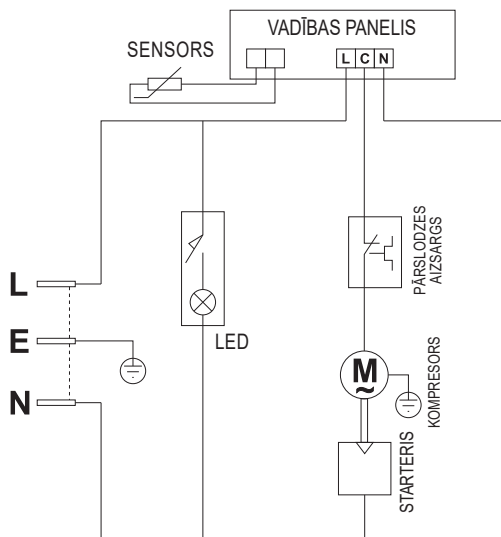 VADĪBAS PANELIS
SENSORS
L C N
PĀRSLODZES
AIZSARGS
L
LED
E
M
KOMPRESORS
N
STARTERIS